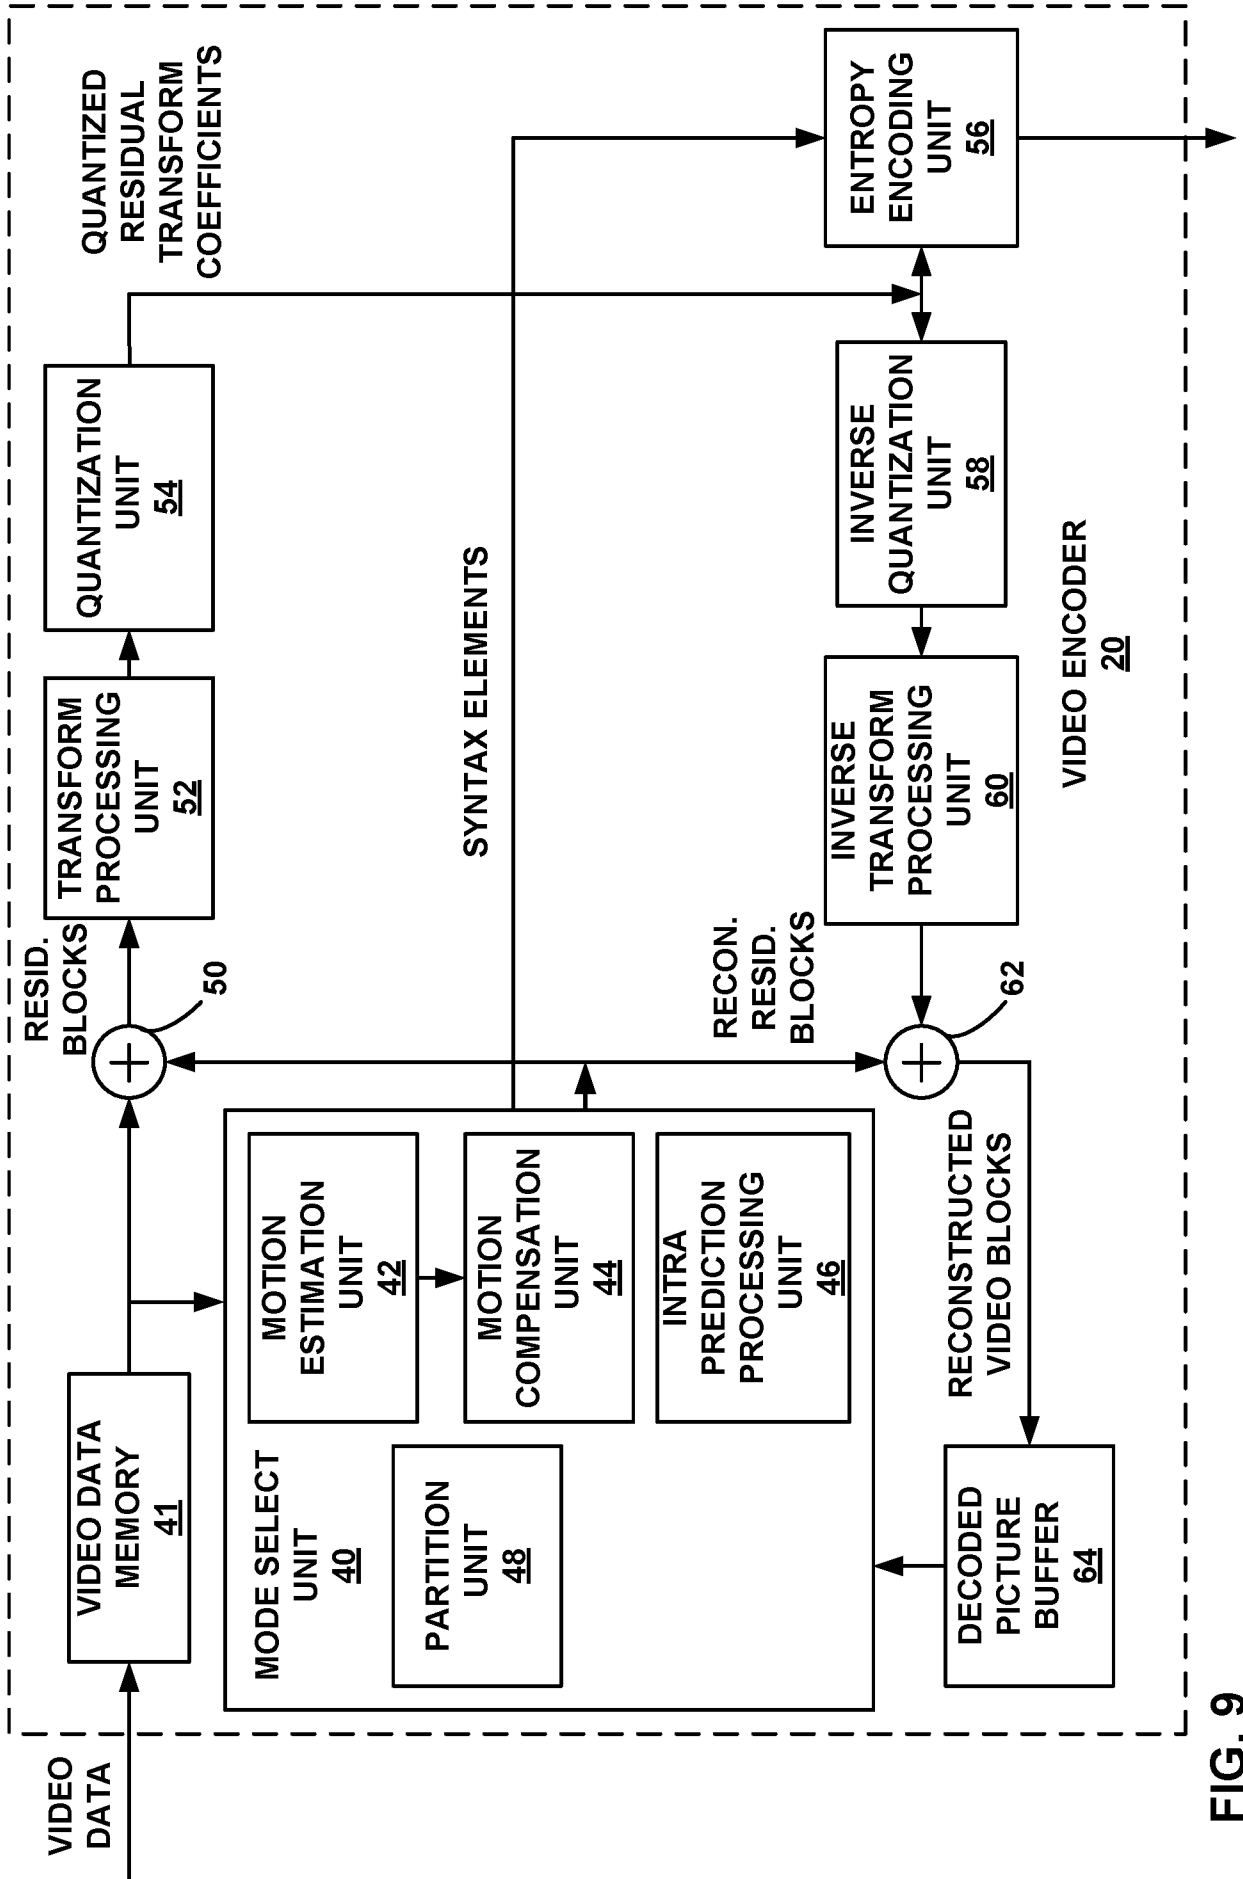 VIDEO
DATA
VIDEO DATA
MEMORY
41
RESID.
BLOCKS
50
TRANSFORM
PROCESSING
UNIT
52
QUANTIZATION
UNIT
54
QUANTIZED
RESIDUAL
TRANSFORM
COEFFICIENTS
MODE SELECT
UNIT
40
PARTITION
UNIT
48
MOTION
ESTIMATION
UNIT
42
MOTION
COMPENSATION
UNIT
44
INTRA
PREDICTION
PROCESSING
UNIT
46
SYNTAX ELEMENTS
RECON.
RESID.
BLOCKS
62
INVERSE
TRANSFORM
PROCESSING
UNIT
60
INVERSE
QUANTIZATION
UNIT
58
ENTROPY
ENCODING
UNIT
56
RECONSTRUCTED
VIDEO BLOCKS
DECODED
PICTURE
BUFFER
64
VIDEO ENCODER
20
FIG. 9